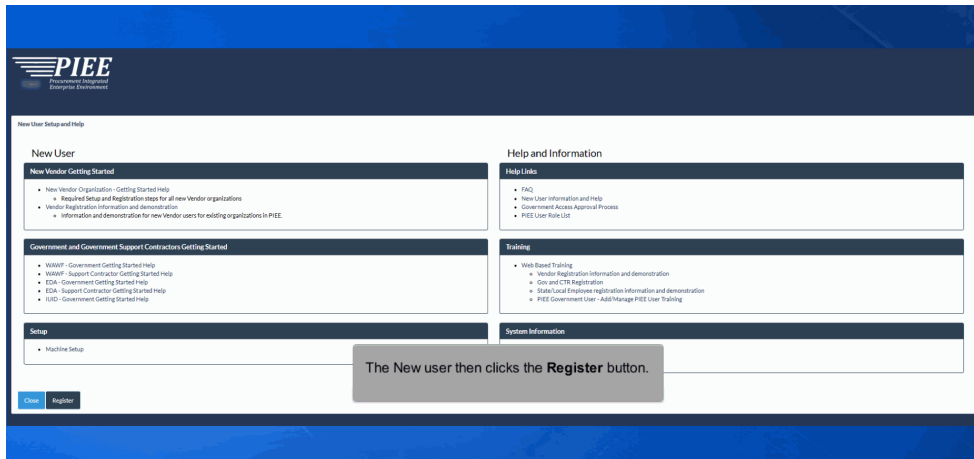 PIEE
Procurement Integrated
Enterprise Environment
New User Setup and Help
New User
New Vendor Getting Started
New Vendor Organization - Getting Started Help
Required Setup and Registration steps for all new Vendor organizations
Vendor Registration information and demonstration
Information and demonstration for new Vendor users for existing organizations in PIEE.
Government and Government Support Contractors Getting Started
WAWF - Government Getting Started Help
WAWF - Support Contractor Getting Started Help
EDA - Government Getting Started Help
EDA - Support Contractor Getting Started Help
IUID - Government Getting Started Help
Setup
Machine Setup
Help and Information
Help Links
FAQ
New User Information and Help
Government Access Approval Process
PIEE User Role List
Training
Web Based Training
Vendor Registration information and demonstration
Gov and CTR Registration
State/Local Employee registration information and demonstration
PIEE Government User - Add/Manage PIEE User Training
System Information
The New user then clicks the Register button.
Close Register